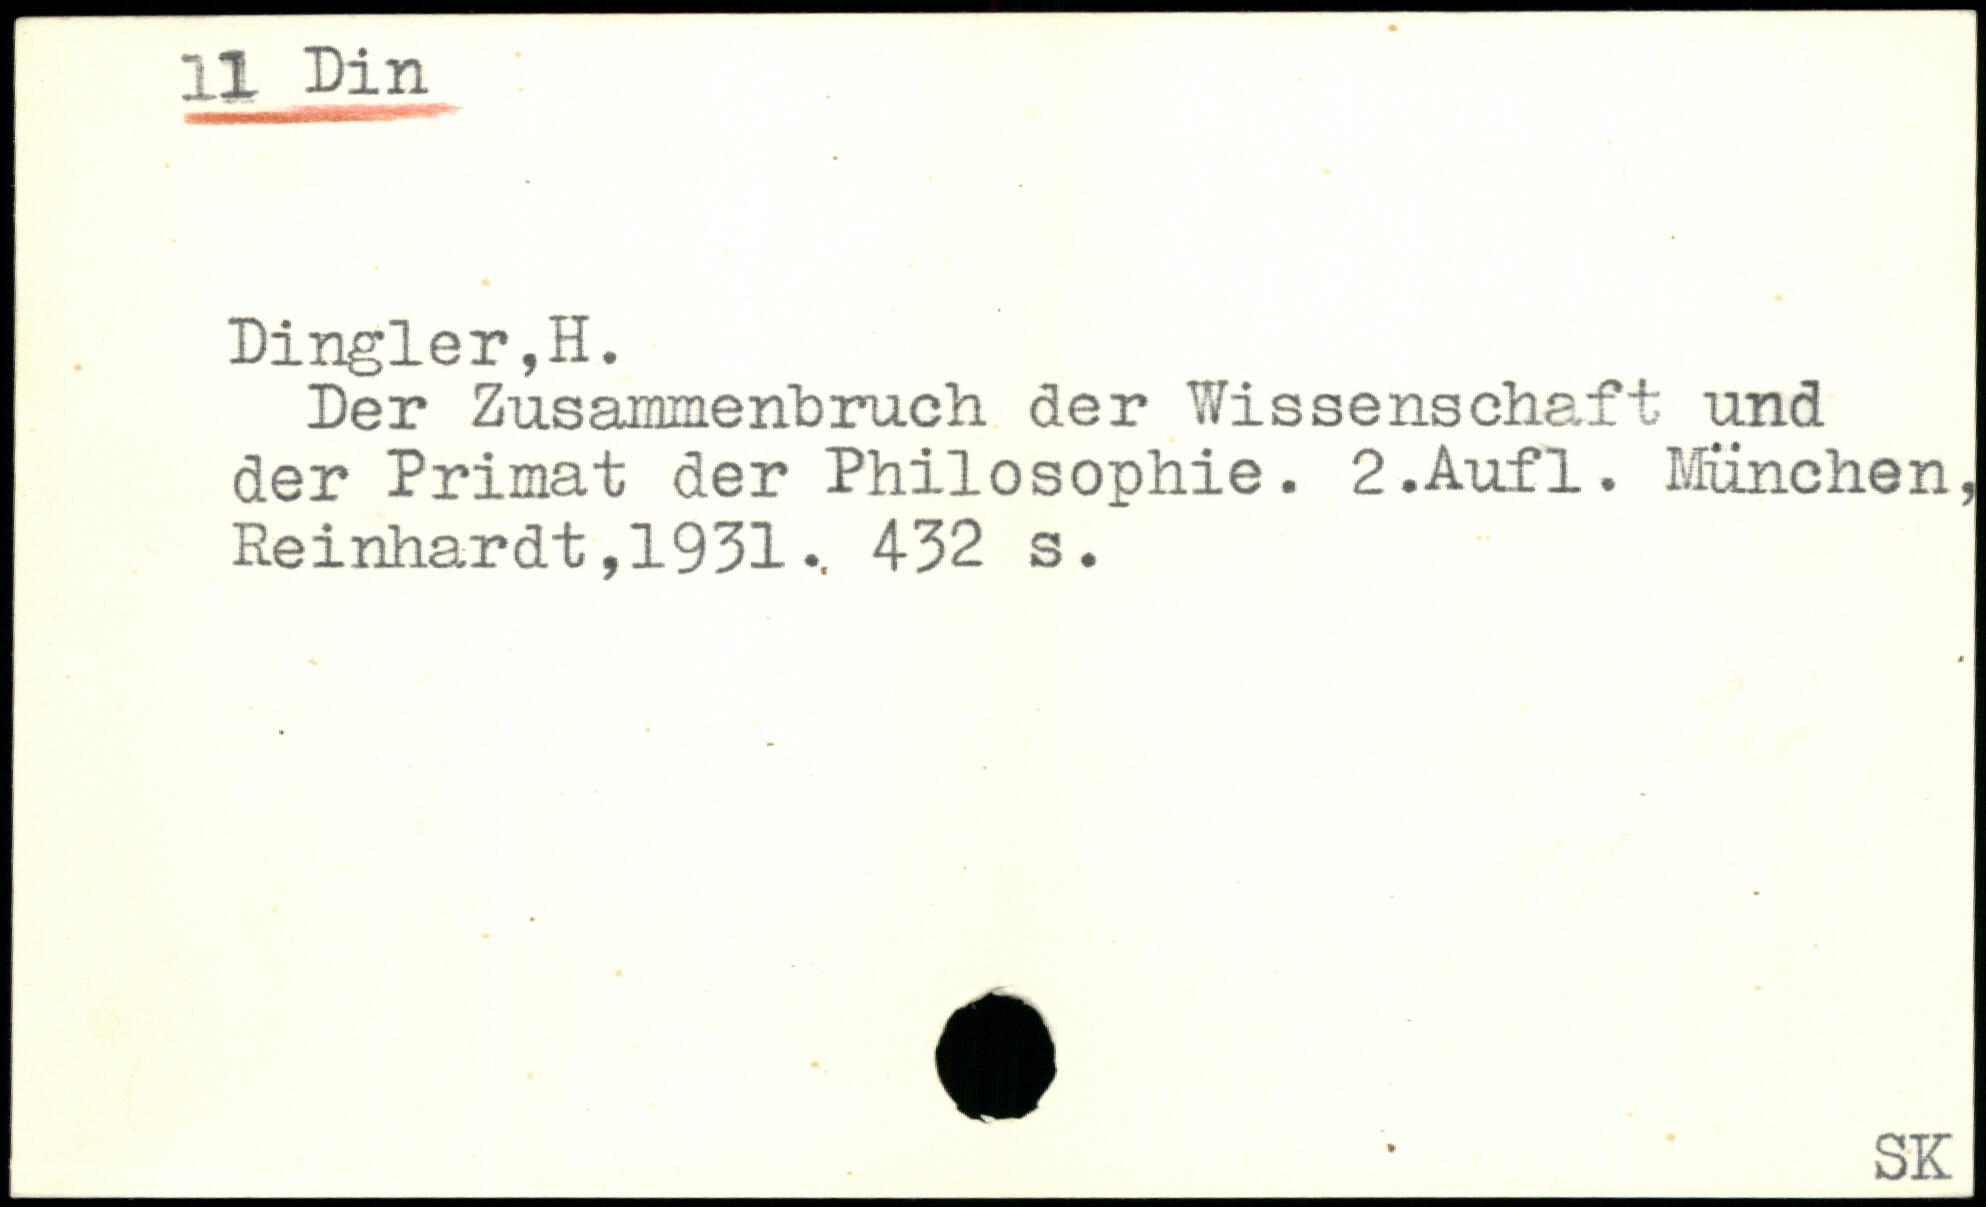 11 Din
Dingler,H.
Der Zusammenbruch der Wissenschaft und
der Primat der Philosophie. 2.Aufl. München,
Reinhardt,1931. 432 s.
SK